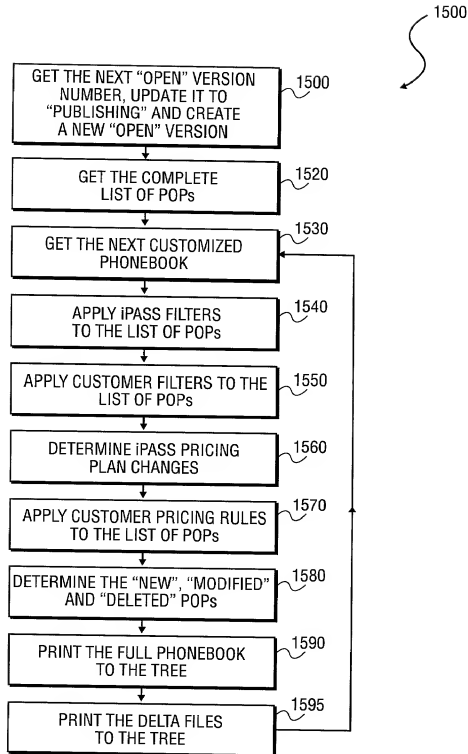 1500
GET THE NEXT “OPEN” VERSION
NUMBER, UPDATE IT TO
“PUBLISHING” AND CREATE
A NEW “OPEN” VERSION
1500
GET THE COMPLETE
LIST OF POPs
1520
GET THE NEXT CUSTOMIZED
PHONEBOOK
1530
APPLY iPASS FILTERS
TO THE LIST OF POPs
1540
APPLY CUSTOMER FILTERS TO THE
LIST OF POPs
1550
DETERMINE iPASS PRICING
PLAN CHANGES
1560
APPLY CUSTOMER PRICING RULES
TO THE LIST OF POPs
1570
DETERMINE THE “NEW”, “MODIFIED”
AND “DELETED” POPs
1580
PRINT THE FULL PHONEBOOK
TO THE TREE
1590
PRINT THE DELTA FILES
TO THE TREE
1595